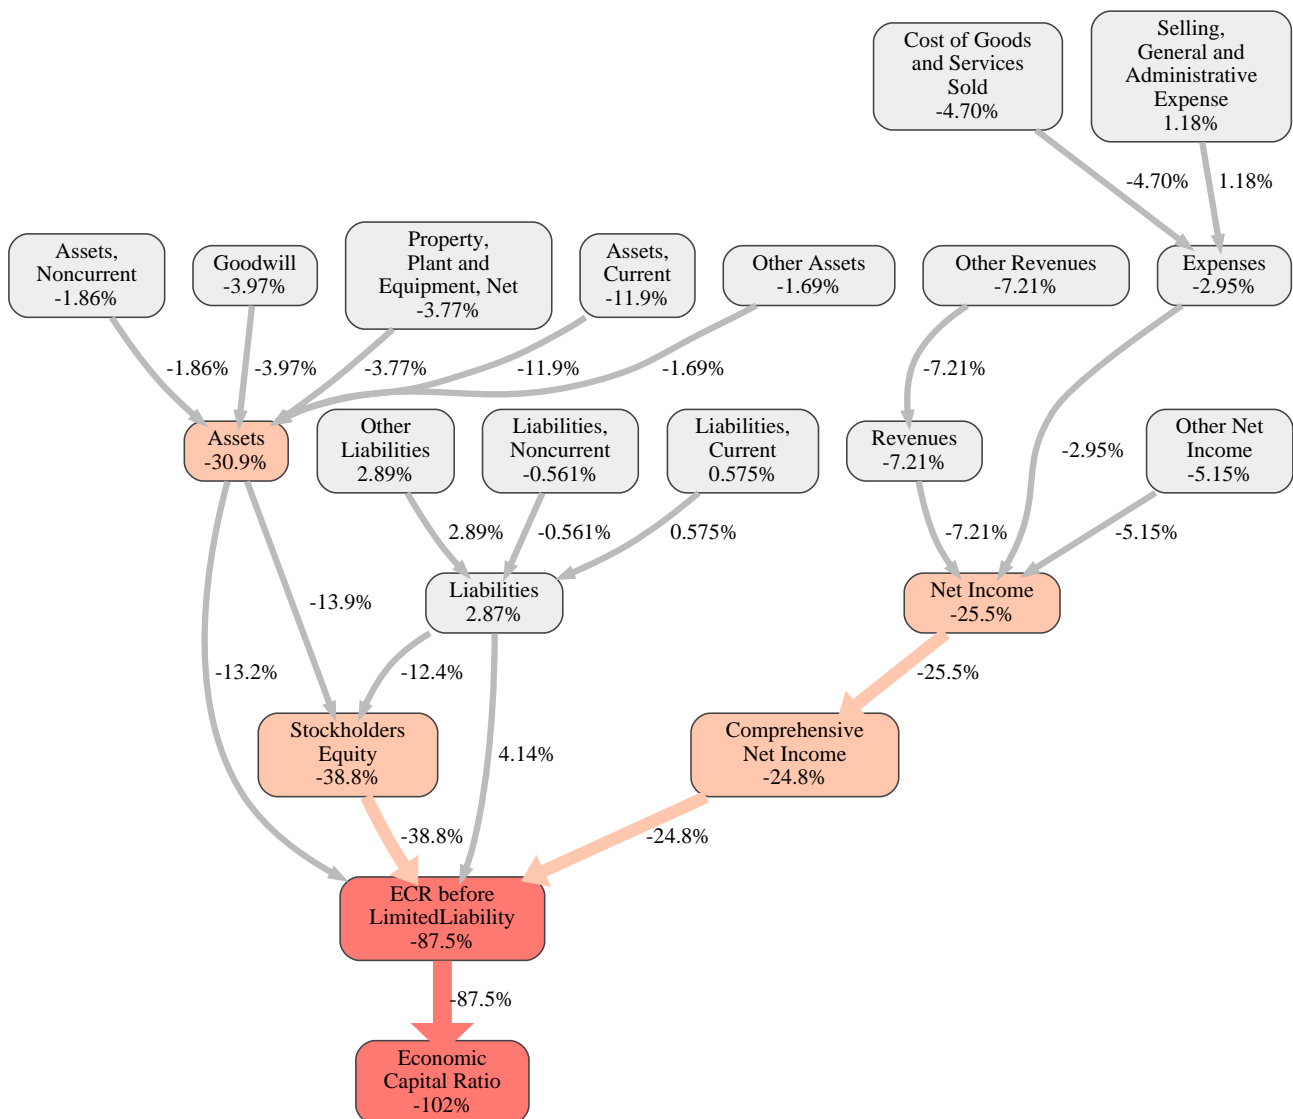 Cost of Goods
and Services
Sold
-4.70%
Selling,
General and
Administrative
Expense
1.18%
-4.70%
1.18%
Assets,
Noncurrent
-1.86%
Goodwill
-3.97%
Property,
Plant and
Equipment, Net
-3.77%
Assets,
Current
-11.9%
Other Assets
-1.69%
Other Revenues
-7.21%
Expenses
-2.95%
-1.86%
-3.97%
-3.77%
-11.9%
-1.69%
-7.21%
Assets
-30.9%
Other
Liabilities
2.89%
Liabilities,
Noncurrent
-0.561%
Liabilities,
Current
0.575%
Revenues
-7.21%
-2.95%
Other Net
Income
-5.15%
2.89%
-0.561%
0.575%
-7.21%
-5.15%
-13.9%
Liabilities
2.87%
Net Income
-25.5%
-13.2%
-12.4%
-25.5%
Stockholders
Equity
-38.8%
4.14%
Comprehensive
Net Income
-24.8%
-38.8%
-24.8%
ECR before
LimitedLiability
-87.5%
-87.5%
Economic
Capital Ratio
-102%